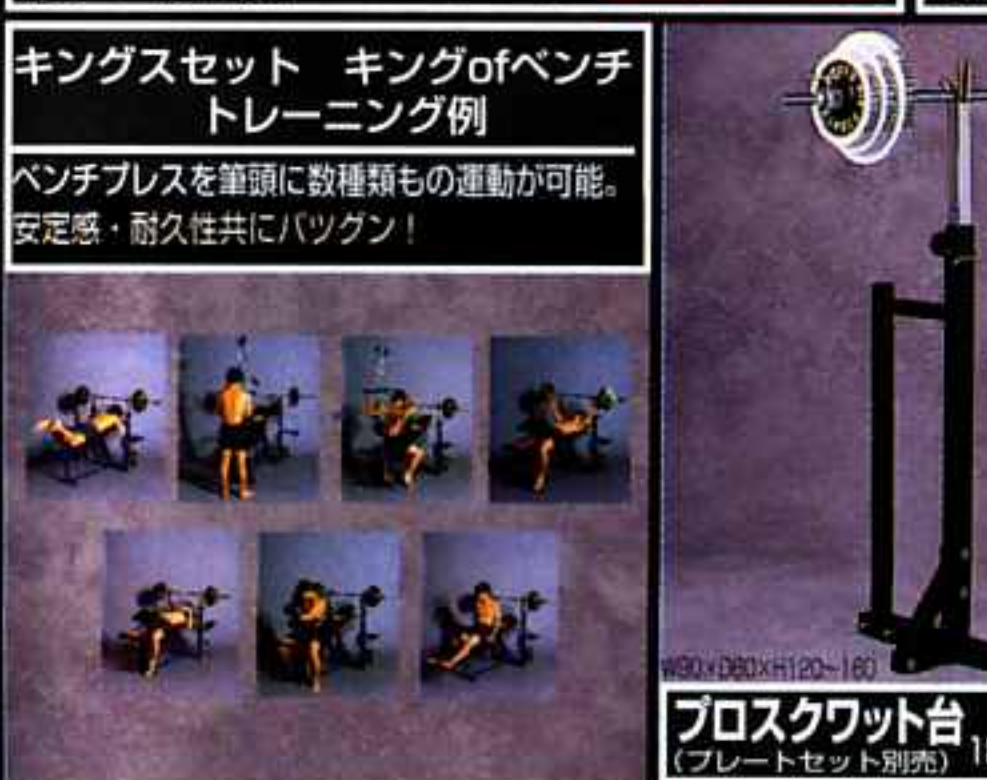 キングスセット キングofベンチ
トレーニング例
ベンチプレスを筆頭に数種類もの運動が可能。
安定感・耐久性共にバツグン！
W90×D60×H120~160
プロスクワット台
(プレートセット別売)